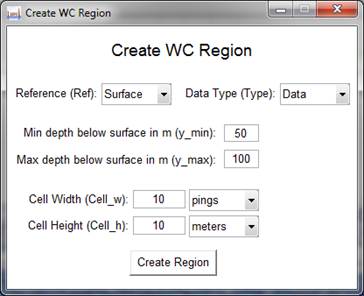 Create WC Region
Create WC Region
Reference (Ref): Surface Data Type (Type): Data
Min depth below surface in m (y_min): 50
Max depth below surface in m (y_max): 100
Cell Width (Cell_w): 10 pings
Cell Height (Cell_h): 10 meters
Create Region